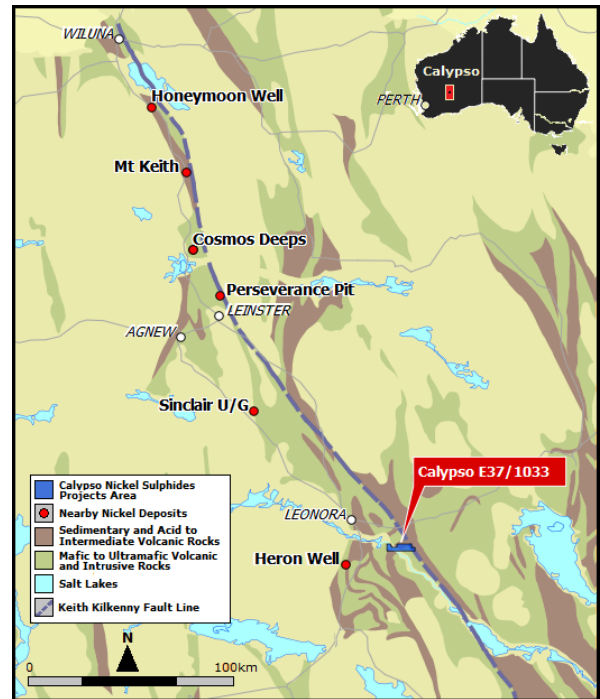 WILUNA
Calypso
PERTH
Honeymoon Well
Mt Keith
Cosmos Deeps
Perseverance Pit
LEINSTER
AGNEW
Sinclair U/G
Calypso E37/1033
LEONORA
Heron Well
Calypso Nickel Sulphides
Projects Area
Nearby Nickel Deposits
Sedimentary and Acid to
Intermediate Volcanic Rocks
Mafic to Ultramafic Volcanic
and Intrusive Rocks
Salt Lakes
Keith Kilkenny Fault Line
N
0 100km